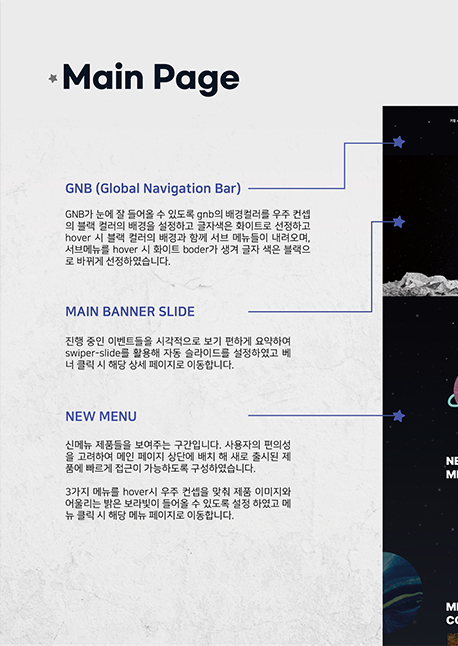 Main Page
GNB (Global Navigation Bar)
GNB가 눈에 잘 들어올 수 있도록 gnb의 배경컬러를 우주 컨셉
의 블랙 컬러의 배경을 설정하고 글자색은 화이트로 선정하고
hover 시 블랙 컬러의 배경과 함께 서브 메뉴들이 내려오며,
서브메뉴를 hover 시 화이트 boder가 생겨 글자 색은 블랙으
로 바뀌게 선정하였습니다.
MAIN BANNER SLIDE
진행 중인 이벤트들을 시각적으로 보기 편하게 요약하여
swiper-slide를 활용해 자동 슬라이드를 설정하였고 베
너 클릭 시 해당 상세 페이지로 이동합니다.
NEW MENU
신메뉴 제품들을 보여주는 구간입니다. 사용자의 편의성
을 고려하여 메인 페이지 상단에 배치 해 새로 출시된 제
품에 빠르게 접근이 가능하도록 구성하였습니다.
3가지 메뉴를 hover시 우주 컨셉을 맞춰 제품 이미지와
어울리는 밝은 보라빛이 들어올 수 있도록 설정 하였고 메
뉴 클릭 시 해당 메뉴 페이지로 이동합니다.